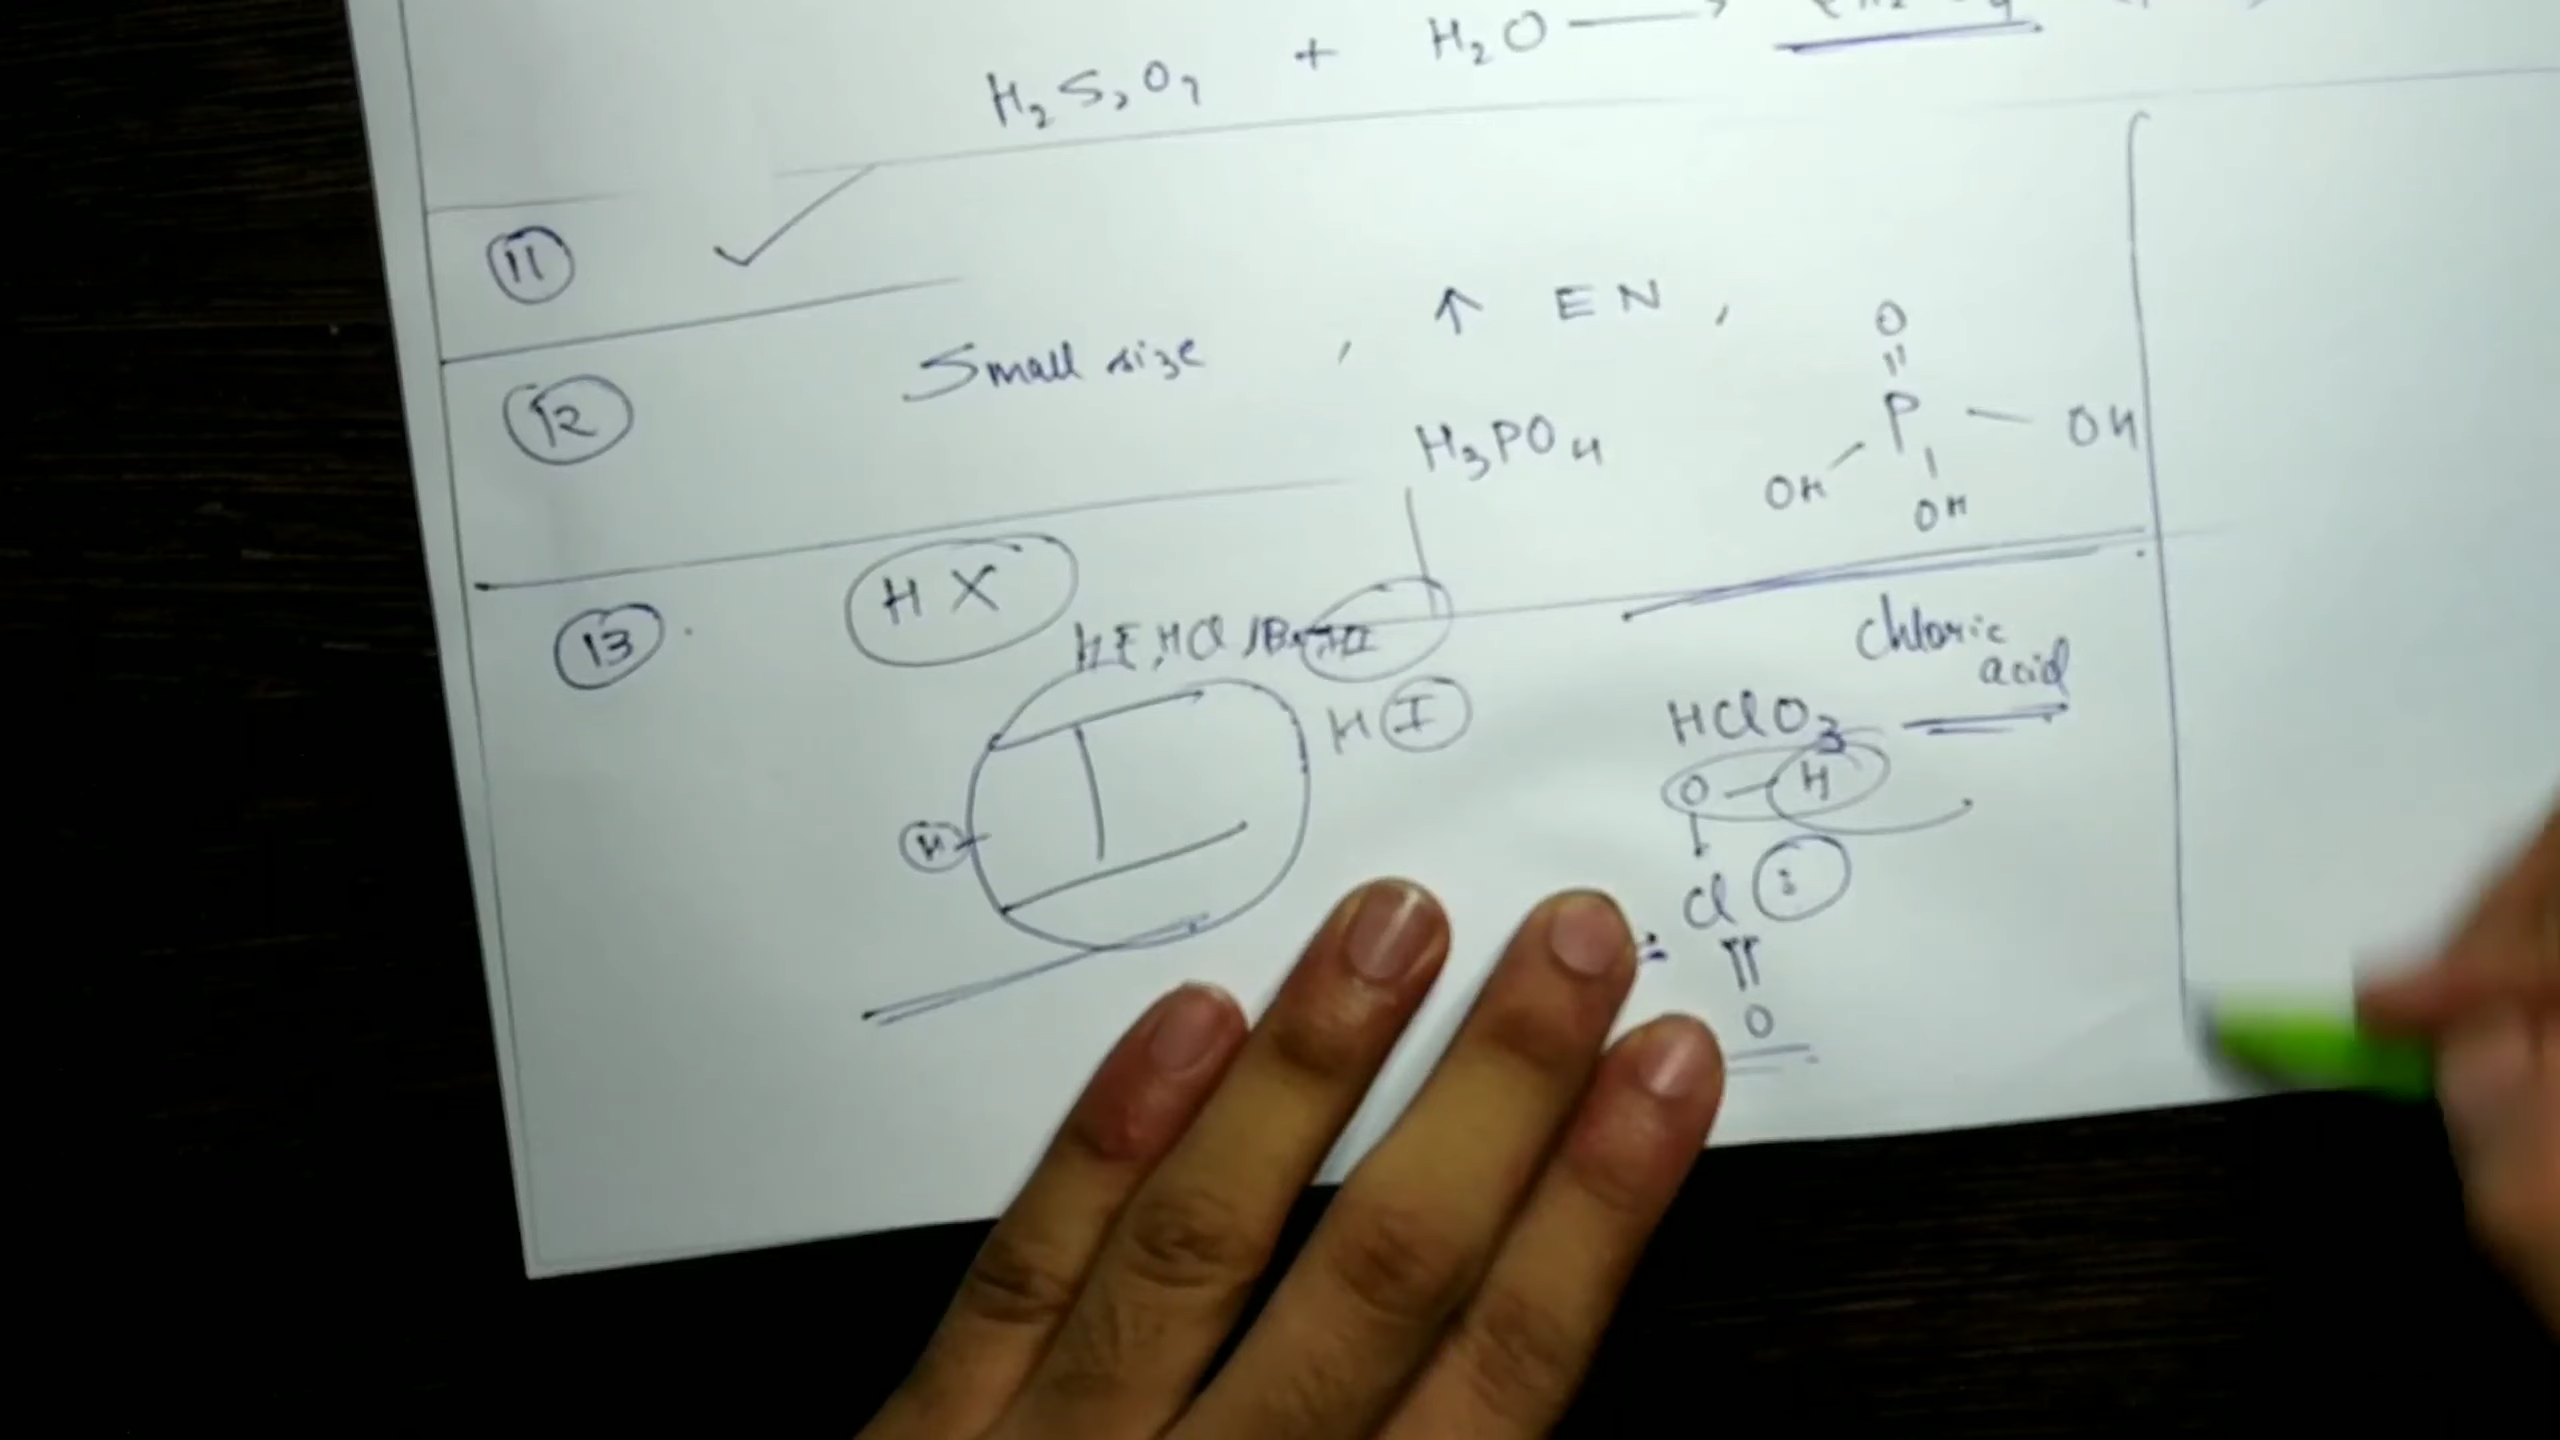 H2S2O7 + H2O →
11 ✓
12 Small size , ↑ EN ,
H3PO4
O
||
P — OH
OH
OH
13 HX
HF, HCl, HBr, HI
H I
H
I
Chloric
acid
HClO3
O — H
Cl :
=
||
O